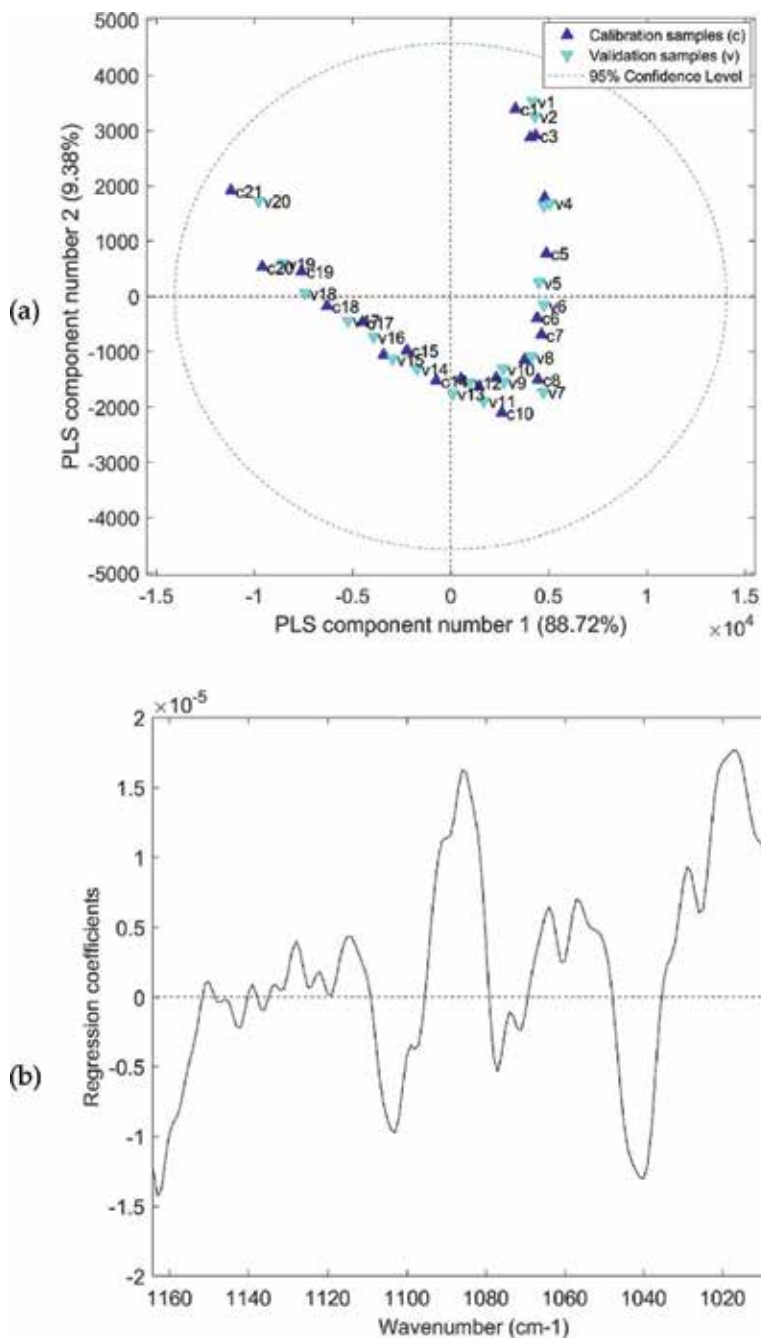 5000
4000
3000
2000
1000
0
-1000
-2000
-3000
-4000
-5000
PLS component number 2 (9.38%)
Calibration samples (c)
Validation samples (v)
95% Confidence Level
v1
c1
v2
c3
v4
c5
v5
v6
c6
c7
v8
c8
v7
v10
v9
v11
c10
c21
v20
v19
c20
c19
v18
c18
c17
v16
c15
v15
v14
c14
v13
(a)
-1.5
-1
-0.5
0
0.5
1
1.5
PLS component number 1 (88.72%)
×10⁴
×10⁻⁵
2
1.5
1
0.5
0
-0.5
-1
-1.5
-2
Regression coefficients
(b)
1160 1140 1120 1100 1080 1060 1040 1020
Wavenumber (cm-1)